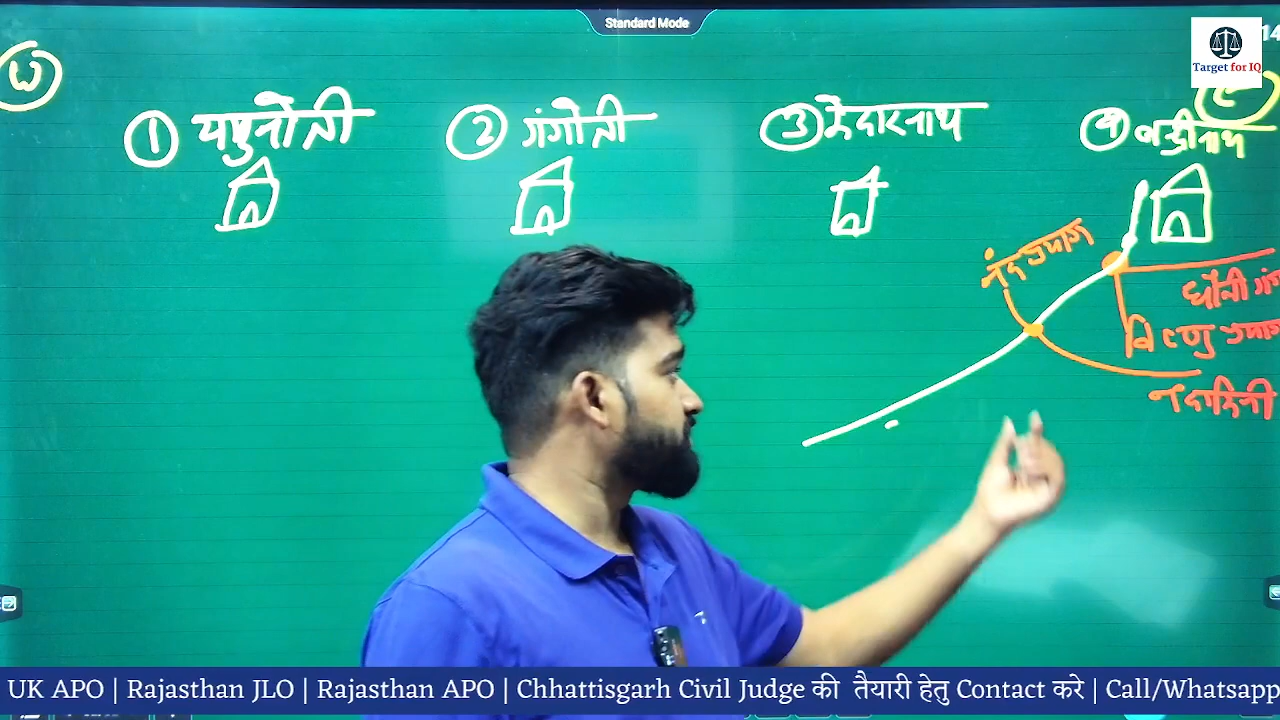 Standard Mode
14
Target for IQ
W
E
① यमुनोत्री ② गंगोत्री ③ केदारनाथ ④ बद्रीनाथ
नंदप्रयाग
धौली गं
विष्णु प्रयाग
नंदाकिनी
UK APO | Rajasthan JLO | Rajasthan APO | Chhattisgarh Civil Judge की तैयारी हेतु Contact करे | Call/Whatsapp